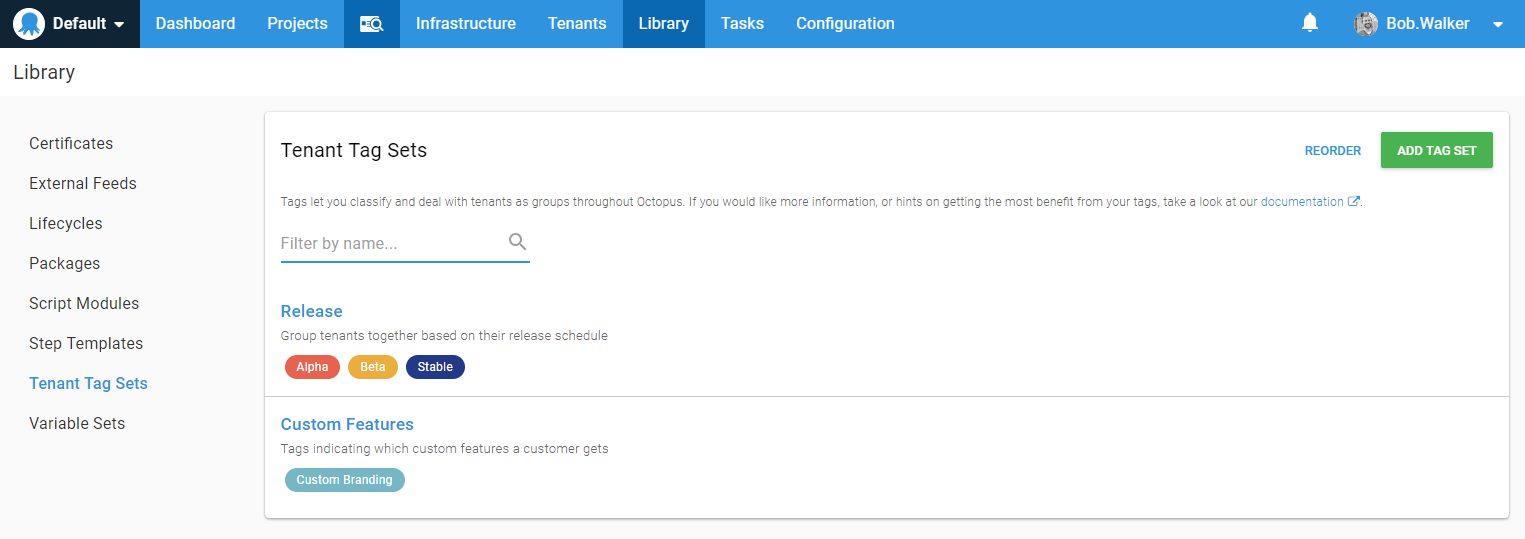 Default Dashboard Projects Infrastructure Tenants Library Tasks Configuration Bob.Walker
Library
Certificates
External Feeds
Lifecycles
Packages
Script Modules
Step Templates
Tenant Tag Sets
Variable Sets
Tenant Tag Sets REORDER ADD TAG SET
Tags let you classify and deal with tenants as groups throughout Octopus. If you would like more information, or hints on getting the most benefit from your tags, take a look at our documentation.
Filter by name...
Release
Group tenants together based on their release schedule
Alpha Beta Stable
Custom Features
Tags indicating which custom features a customer gets
Custom Branding